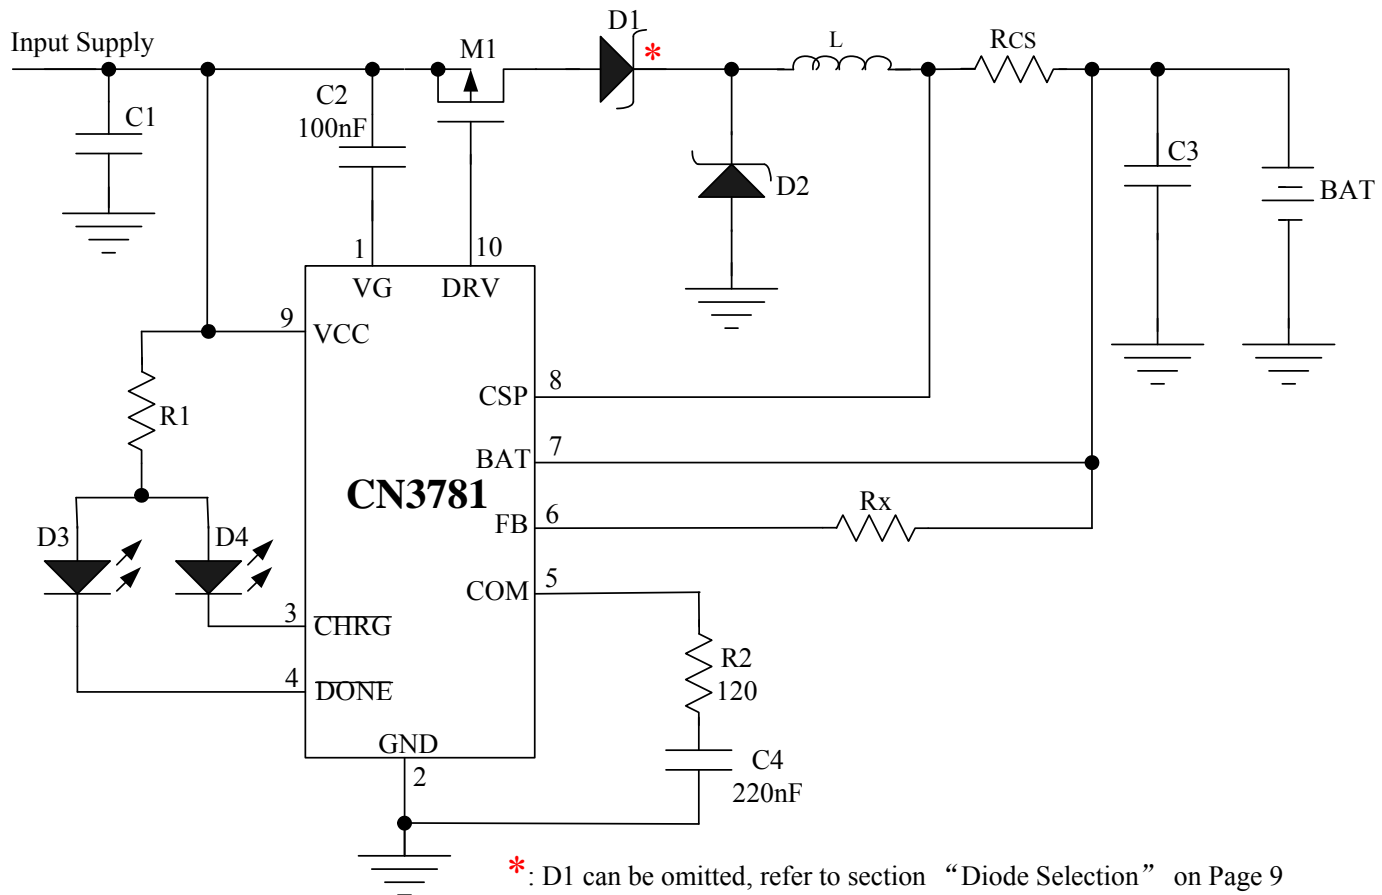 Input Supply
M1
D1
*
L
RCS
C1
C2
100nF
D2
C3
BAT
1
10
VG
DRV
9
VCC
8
CSP
R1
7
BAT
CN3781
6
FB
Rx
D3
D4
5
COM
3
CHRG
R2
120
4
DONE
GND
2
C4
220nF
*: D1 can be omitted, refer to section “Diode Selection” on Page 9